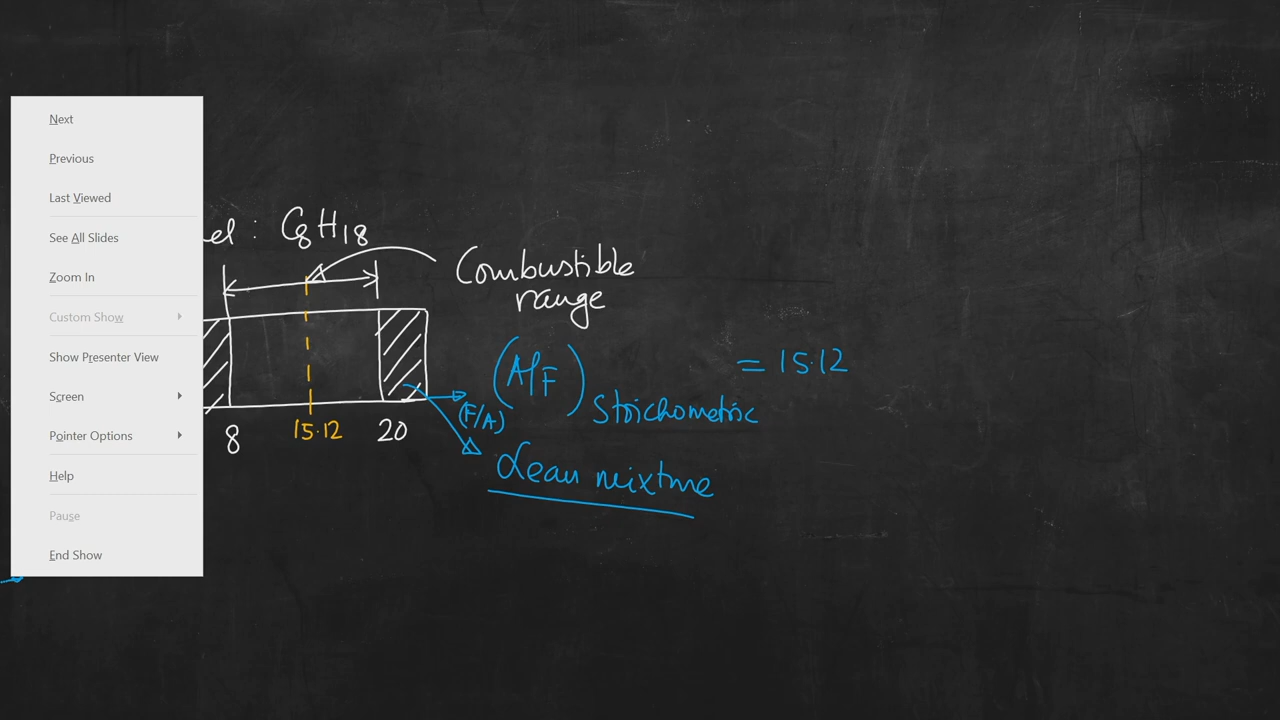 Next
Previous
Last Viewed
See All Slides
Zoom In
Custom Show
Show Presenter View
Screen
Pointer Options
Help
Pause
End Show
el : C8H18
Combustible
range
(A/F) Stoichometric = 15.12
(F/A)
8 15.12 20
Lean mixture